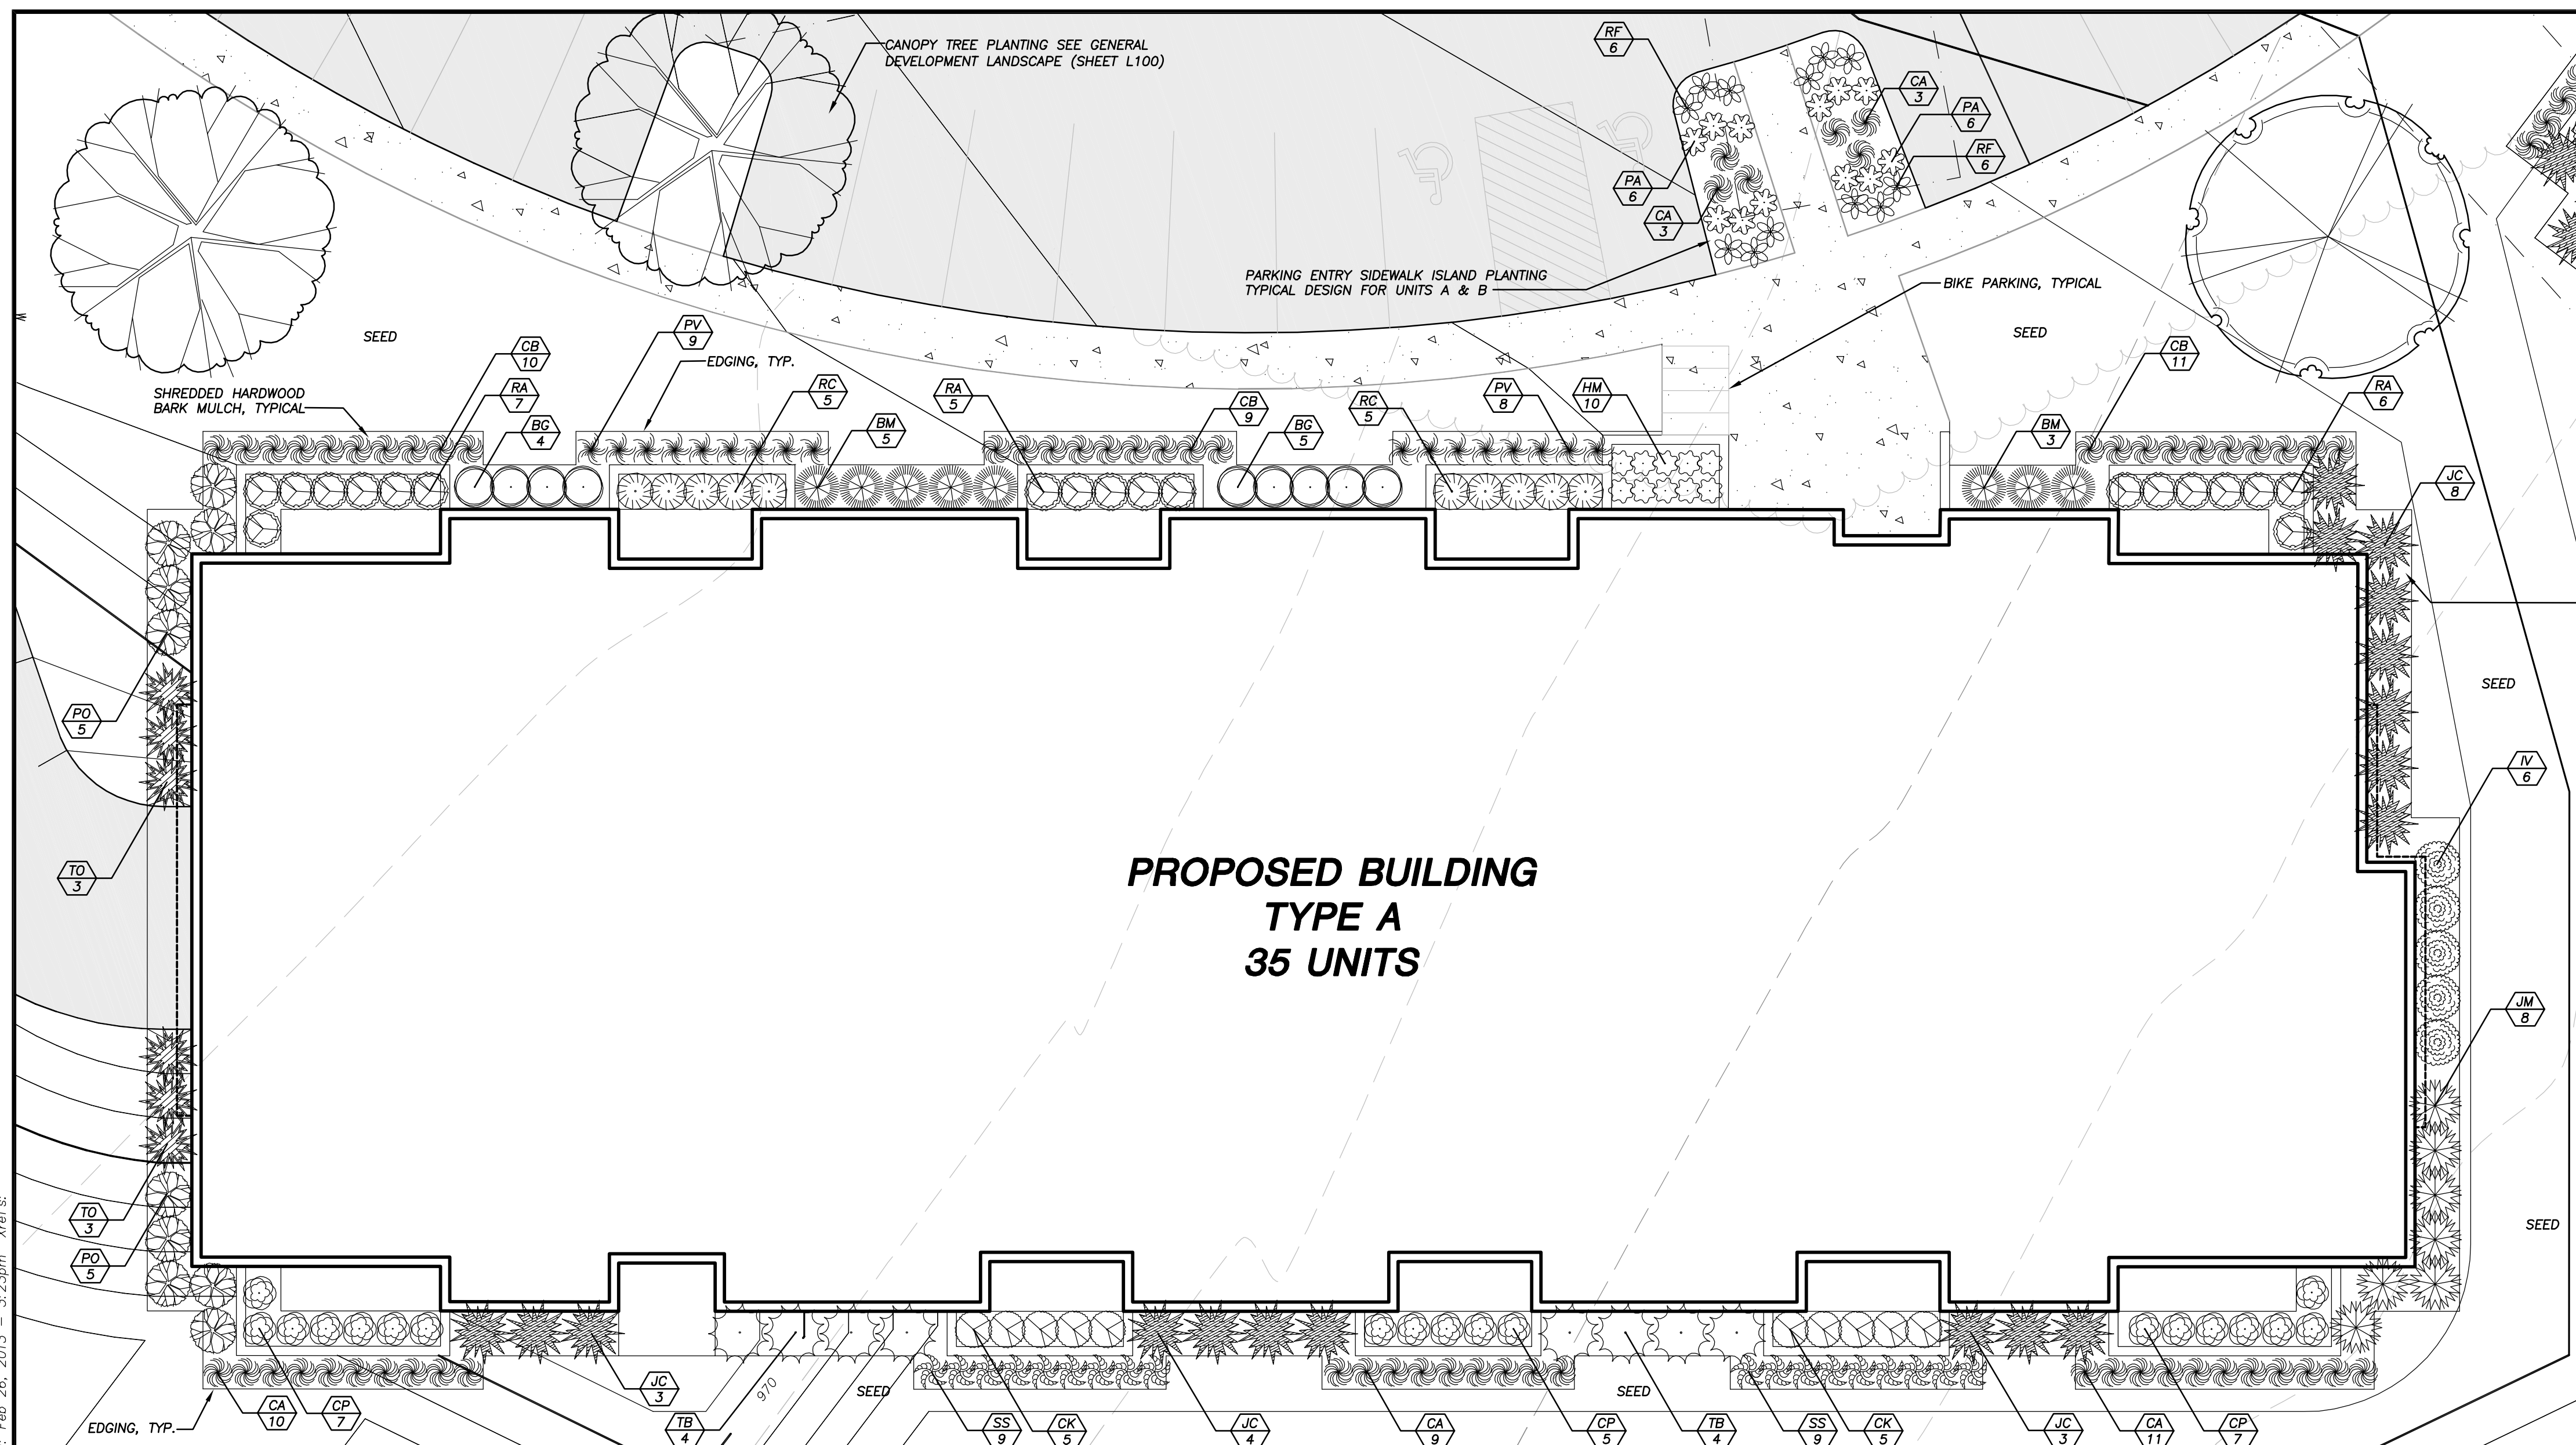 CANOPY TREE PLANTING SEE GENERAL
DEVELOPMENT LANDSCAPE (SHEET L100)
RF
6
CA
3
PA
6
RF
6
PA
6
CA
3
PARKING ENTRY SIDEWALK ISLAND PLANTING
TYPICAL DESIGN FOR UNITS A & B
BIKE PARKING, TYPICAL
SEED
SEED
SHREDDED HARDWOOD
BARK MULCH, TYPICAL
CB
10
RA
7
BG
4
PV
9
EDGING, TYP.
RC
5
BM
5
RA
5
CB
9
BG
5
RC
5
PV
8
HM
10
CB
11
BM
3
RA
6
JC
8
PO
5
TO
3
SEED
IV
6
PROPOSED BUILDING
TYPE A
35 UNITS
JM
8
TO
3
PO
5
SEED
EDGING, TYP.
CA
10
CP
7
JC
3
TB
4
970
SEED
SS
9
CK
5
JC
4
CA
9
CP
5
SEED
TB
4
SS
9
CK
5
JC
3
CA
11
CP
7